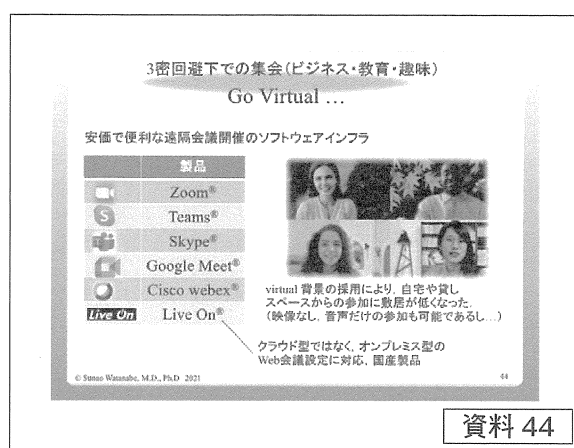 3密回避下での集会(ビジネス・教育・趣味)
Go Virtual …
安価で便利な遠隔会議開催のソフトウェアインフラ
製品
Zoom®
S Teams®
Skype®
Google Meet®
Cisco webex®
Live On Live On®
virtual 背景の採用により, 自宅や貸し
スペースからの参加に敷居が低くなった.
(映像なし, 音声だけの参加も可能であるし…)
クラウド型ではなく, オンプレミス型の
Web会議設定に対応, 国産製品
© Sunao Watanabe, M.D., Ph.D 2021
44
資料 44